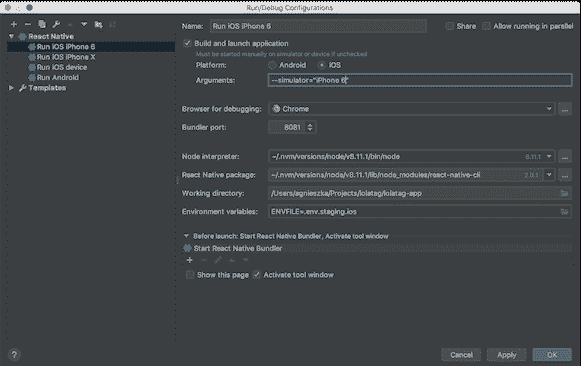 Run/Debug Configurations
Name: Run iOS iPhone 6 Share Allow running in parallel
React Native
Run iOS iPhone 6
Run iOS iPhone X
Run iOS device
Run Android
Templates
Build and launch application
Must be started manually on simulator or device if unchecked
Platform: Android iOS
Arguments: --simulator="iPhone 6"
Browser for debugging: Chrome ...
Bundler port: 8081
Node interpreter: ~/.nvm/versions/node/v8.11.1/bin/node 8.11.1 ...
React Native package: ~/.nvm/versions/node/v8.11.1/lib/node_modules/react-native-cli 2.0.1 ...
Working directory: /Users/agnieszka/Projects/lolatag-app
Environment variables: ENVFILE=.env.staging.ios
Before launch: Start React Native Bundler, Activate tool window
Start React Native Bundler
Show this page Activate tool window
? Cancel Apply OK